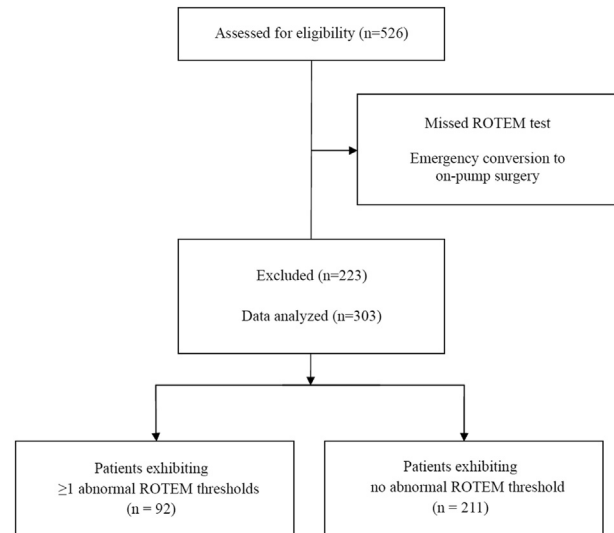 Assessed for eligibility (n=526)
Missed ROTEM test
Emergency conversion to
on-pump surgery
Excluded (n=223)
Data analyzed (n=303)
Patients exhibiting
≥1 abnormal ROTEM thresholds
(n = 92)
Patients exhibiting
no abnormal ROTEM threshold
(n = 211)